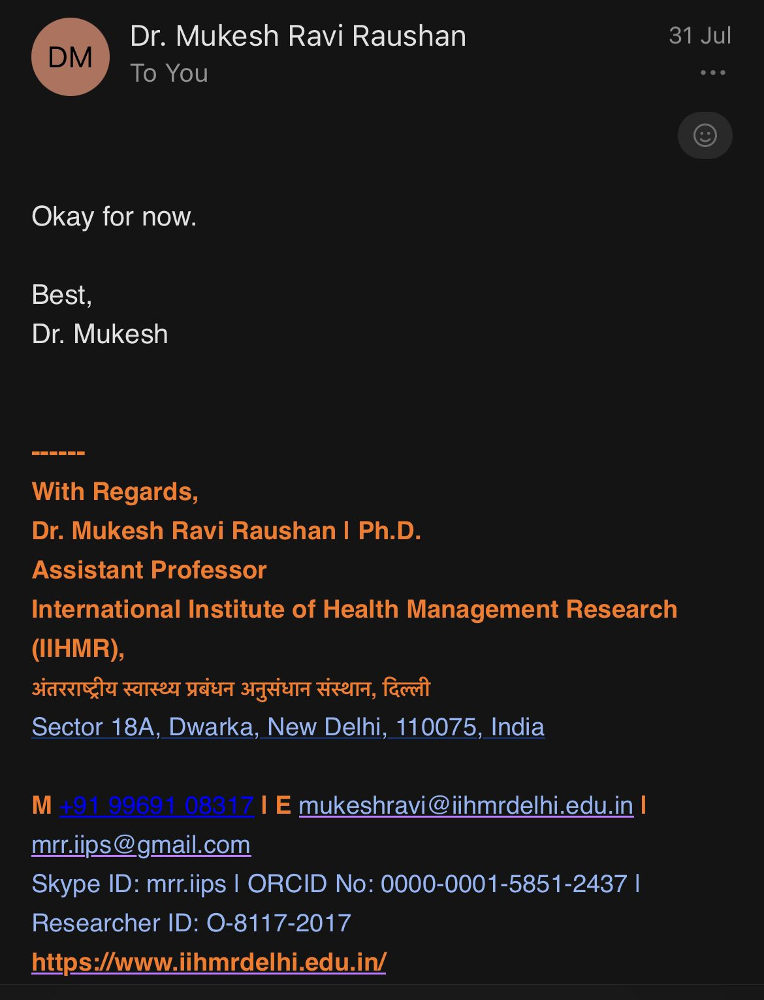 DM
Dr. Mukesh Ravi Raushan
31 Jul
To You
Okay for now.
Best,
Dr. Mukesh
------
With Regards,
Dr. Mukesh Ravi Raushan | Ph.D.
Assistant Professor
International Institute of Health Management Research
(IIHMR),
अंतरराष्ट्रीय स्वास्थ्य प्रबंधन अनुसंधान संस्थान, दिल्ली
Sector 18A, Dwarka, New Delhi, 110075, India
M +91 99691 08317 | E mukeshravi@iihmrdelhi.edu.in |
mrr.iips@gmail.com
Skype ID: mrr.iips | ORCID No: 0000-0001-5851-2437 |
Researcher ID: O-8117-2017
https://www.iihmrdelhi.edu.in/